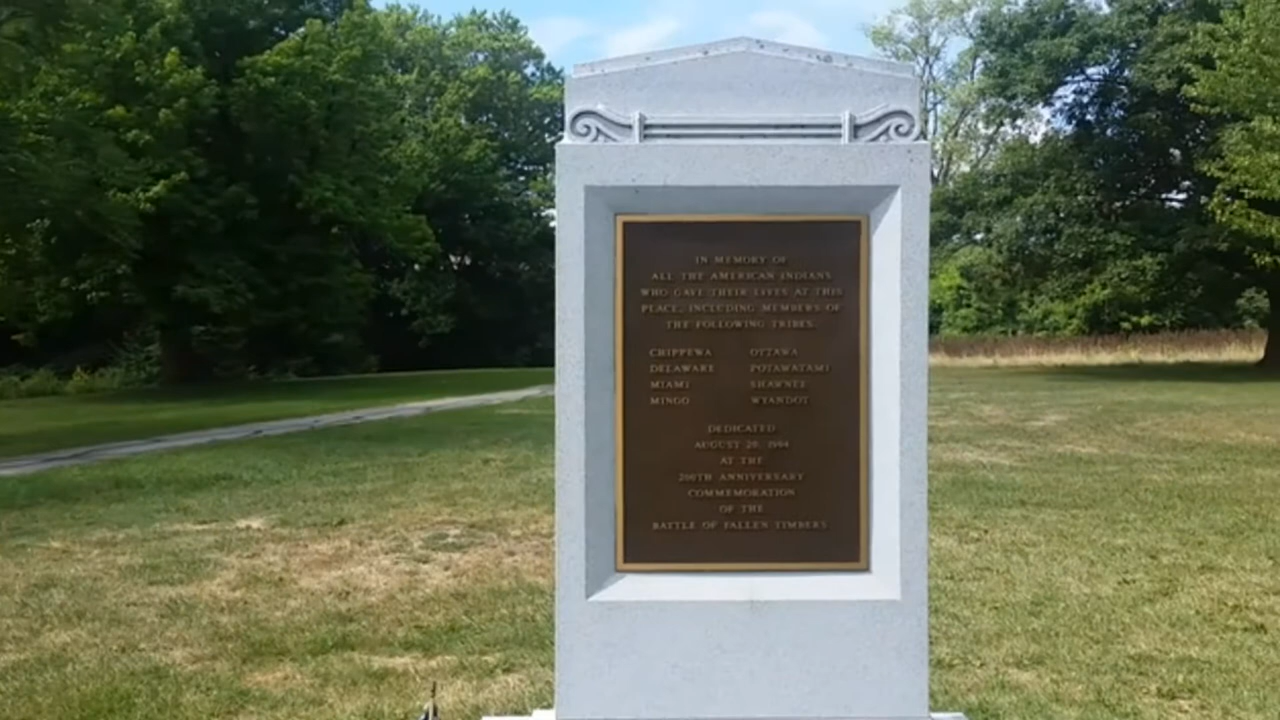 IN MEMORY OF
ALL THE AMERICAN INDIANS
WHO GAVE THEIR LIVES AT THIS
PLACE, INCLUDING MEMBERS OF
THE FOLLOWING TRIBES.
CHIPPEWA OTTAWA
DELAWARE POTAWATAMI
MIAMI SHAWNEE
MINGO WYANDOT
DEDICATED
AUGUST 20, 1994
AT THE
200TH ANNIVERSARY
COMMEMORATION
OF THE
BATTLE OF FALLEN TIMBERS